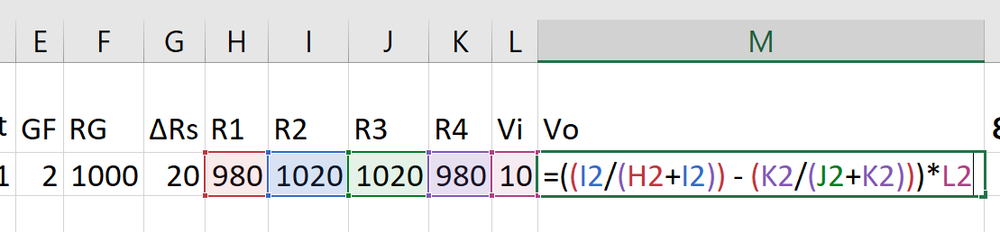 E F G H I J K L M
t GF RG ΔRs R1 R2 R3 R4 Vi Vo
1 2 1000 20 980 1020 1020 980 10 =((I2/(H2+I2)) - (K2/(J2+K2)))*L2